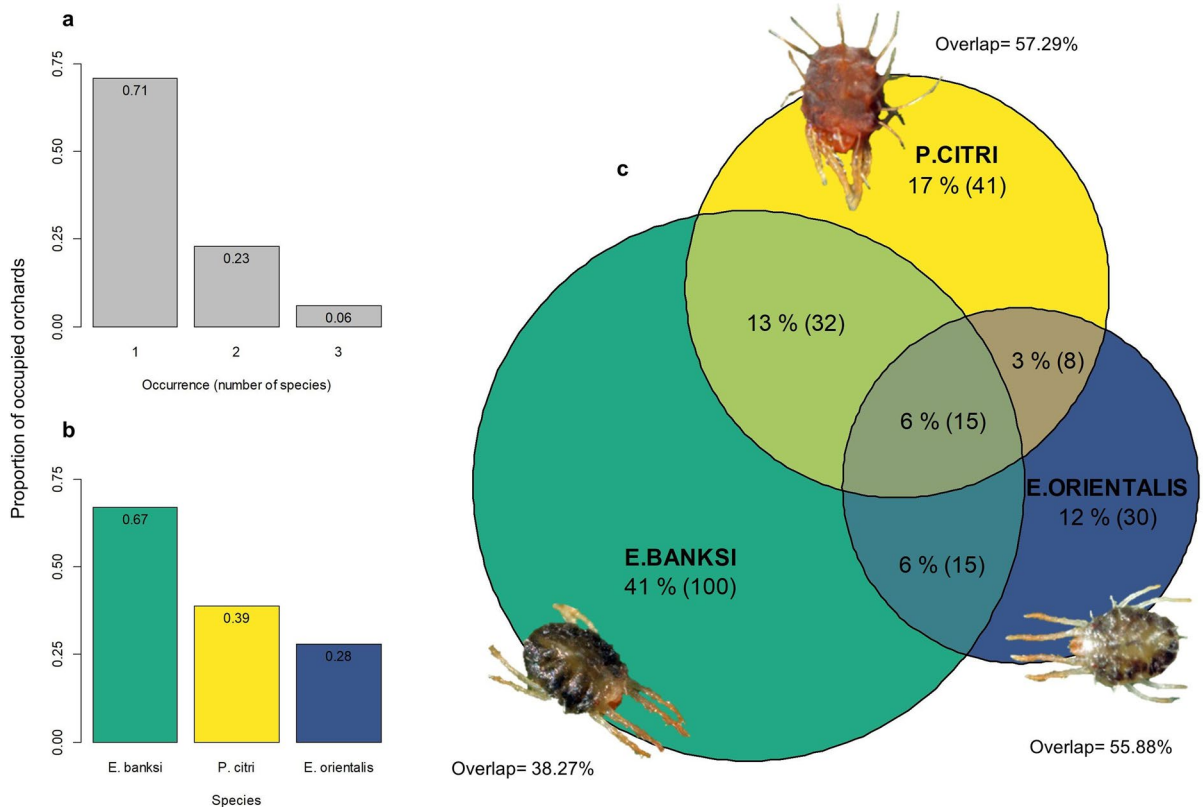 a
Proportion of occupied orchards
0.75
0.50
0.25
0.00
0.71
0.23
0.06
1 2 3
Occurrence (number of species)
b
0.75
0.50
0.25
0.00
0.67
0.39
0.28
E. banksi P. citri E. orientalis
Species
c
Overlap= 57.29%
P.CITRI
17 % (41)
13 % (32)
3 % (8)
6 % (15)
E.ORIENTALIS
12 % (30)
E.BANKSI
41 % (100)
6 % (15)
Overlap= 55.88%
Overlap= 38.27%